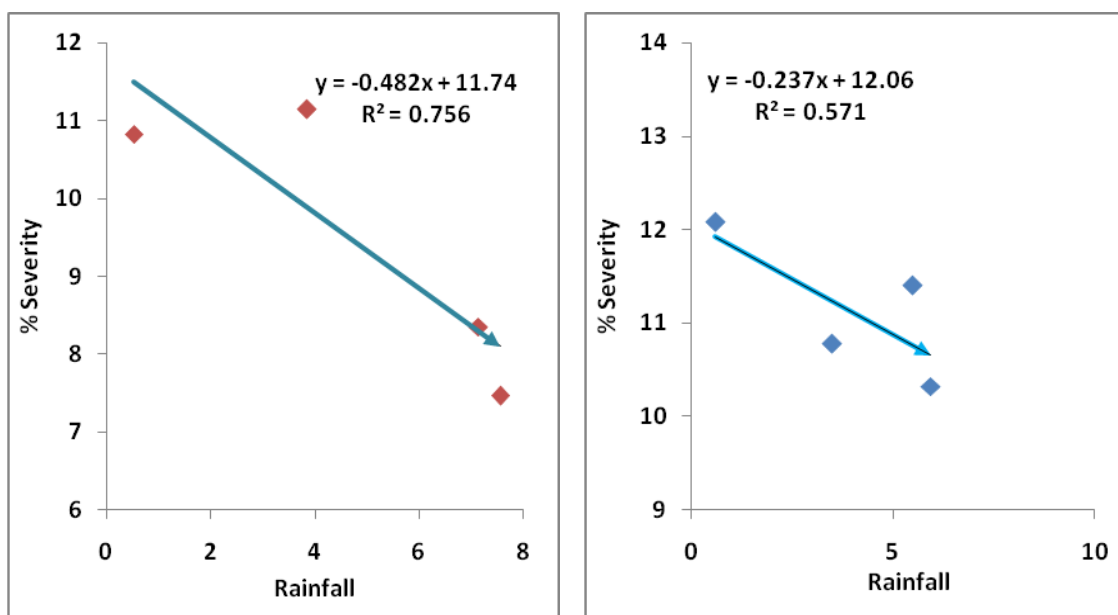 12
11
10
9
8
7
6
% Severity
y = -0.482x + 11.74
R² = 0.756
0 2 4 6 8
Rainfall
14
13
12
11
10
9
% Severity
y = -0.237x + 12.06
R² = 0.571
0 5 10
Rainfall